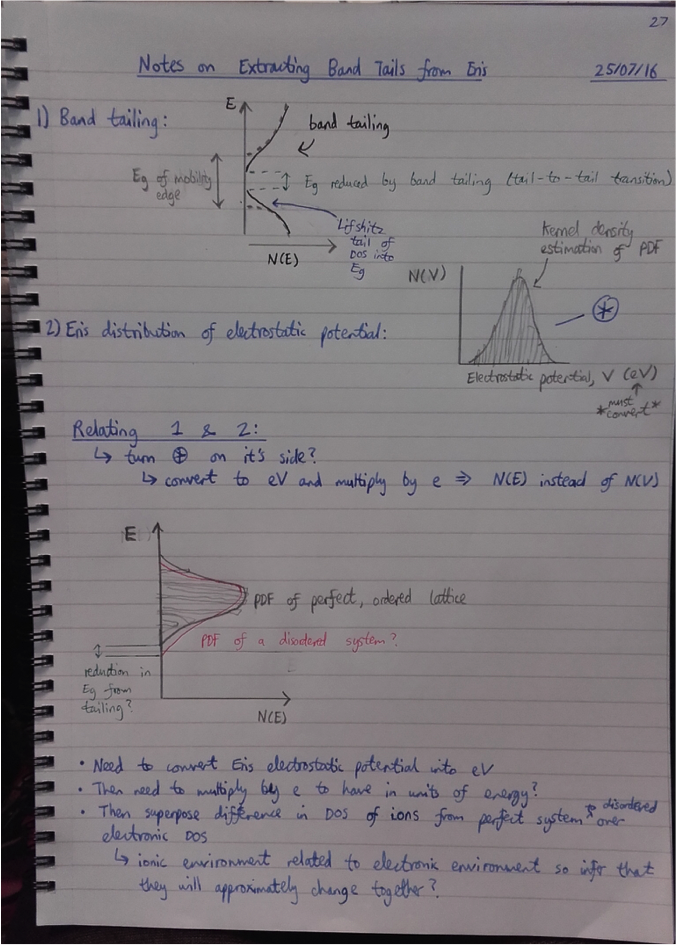 27
Notes on Extracting Band Tails from Eris
25/07/16
1) Band tailing:
E
band tailing
Eg of mobility
edge
Eg reduced by band tailing (tail-to-tail transition)
Lifshitz
tail of
DOS into
Eg
N(E)
Kernel density
estimation of PDF
N(V)
2) Eris distribution of electrostatic potential:
Electrostatic potential, V (eV)
*must
convert*
Relating 1 & 2:
↳ turn ⊛ on it's side?
↳ convert to eV and multiply by e ⇒ N(E) instead of N(V)
E
PDF of perfect, ordered lattice
PDF of a disordered system?
reduction in
Eg from
tailing?
N(E)
• Need to convert Eris electrostatic potential into eV
• Then need to multiply by e to have in units of energy?
• Then superpose difference in DOS of ions from perfect system to disordered over
electronic DOS
↳ ionic environment related to electronic environment so infer that
they will approximately change together?